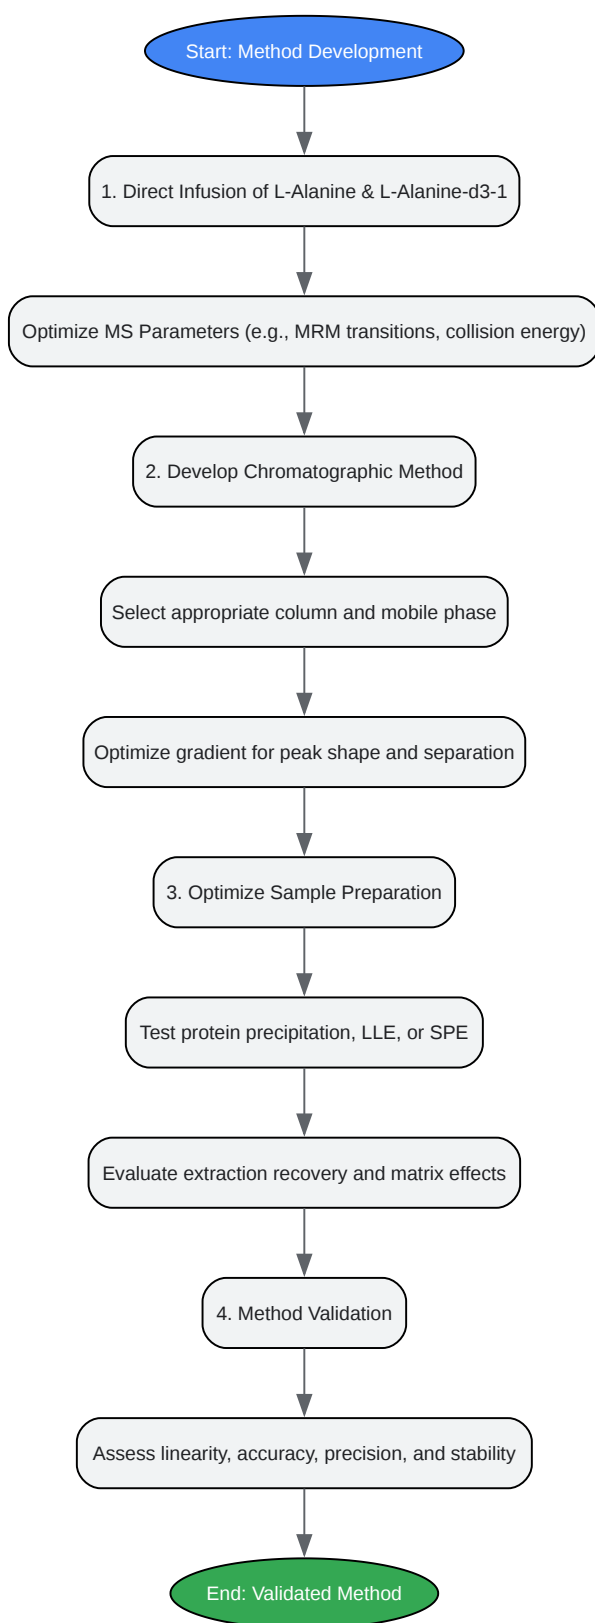 Start: Method Development
1. Direct Infusion of L-Alanine & L-Alanine-d3-1
Optimize MS Parameters (e.g., MRM transitions, collision energy)
2. Develop Chromatographic Method
Select appropriate column and mobile phase
Optimize gradient for peak shape and separation
3. Optimize Sample Preparation
Test protein precipitation, LLE, or SPE
Evaluate extraction recovery and matrix effects
4. Method Validation
Assess linearity, accuracy, precision, and stability
End: Validated Method